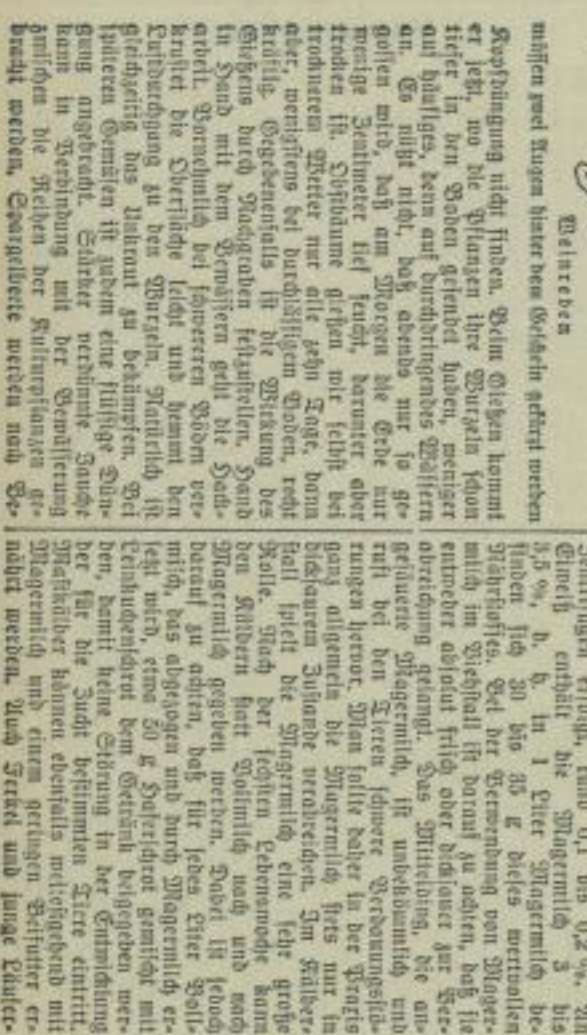 Weinreben
müssen zwei Augen hinter dem Geschein gekürzt werden
Kopfdüngung nicht finden. Beim Gießen kommt
er jetzt, wo die Pflanzen ihre Wurzeln schon
tiefer in den Boden gesendet haben, weniger
auf häufiges, denn auf durchdringendes Wässern
an. Es nützt nicht, daß abends nur so ge-
gossen wird, daß am Morgen die Erde nur
wenige Zentimeter tief feucht, darunter aber
trocken ist. Obstbäume gießen wir selbst bei
trocknerem Wetter nur alle zehn Tage, dann
aber, wenigstens bei durchlässigem Boden, recht
kräftig. Gegebenenfalls ist die Wirkung des
Gießens durch Nachgraben festzustellen. Hand
in Hand mit dem Bewässern geht die Hack-
arbeit. Vornehmlich bei schwereren Böden ver-
krustet die Oberfläche leicht und hemmt den
Luftdurchgang zu den Wurzeln. Natürlich ist
gleichzeitig das Unkraut zu bekämpfen. Bei
späteren Gemüsen ist zudem eine flüssige Dün-
gung angebracht. Stärker verdünnte Jauche
kann in Verbindung mit der Bewässerung
zwischen die Reihen der Kulturpflanzen ge-
bracht werden. Spargelbeete werden nach Be-
Eiweiß enthält die Magermilch 3 bis
3,5 %, d. h. in 1 Liter Magermilch be
finden sich 30 bis 35 g dieses wertvollen
Nährstoffes. Bei der Verwendung von Mager
milch im Viehstall ist darauf zu achten, daß si
entweder absolut frisch oder dicksauer zur Ver
abreichung gelangt. Das Mittelding, die an
gesäuerte Magermilch, ist unbekömmlich und
ruft bei den Tieren schwere Verdauungsstö
rungen hervor. Man sollte daher in der Praxis
ganz allgemein die Magermilch stets nur in
dicksaurem Zustande verabreichen. Im Kälber-
stall spielt die Magermilch eine sehr große
Rolle. Nach der sechsten Lebenswoche kann
den Kälbern statt Vollmilch nach und nach
Magermilch gegeben werden. Dabei ist jedoch
darauf zu achten, daß für jedes Liter Voll-
milch, das abgezogen und durch Magermilch er-
setzt wird, etwa 50 g Haferschrot gemischt mit
Leinkuchenschrot dem Getränk beigegeben wer-
den, damit keine Störung in der Entwicklung
der für die Zucht bestimmten Tiere eintritt.
Mastkälber können ebenfalls weitestgehend mit
Magermilch und einem geringen Beifutter er-
nährt werden. Auch Ferkel und junge Läufer-